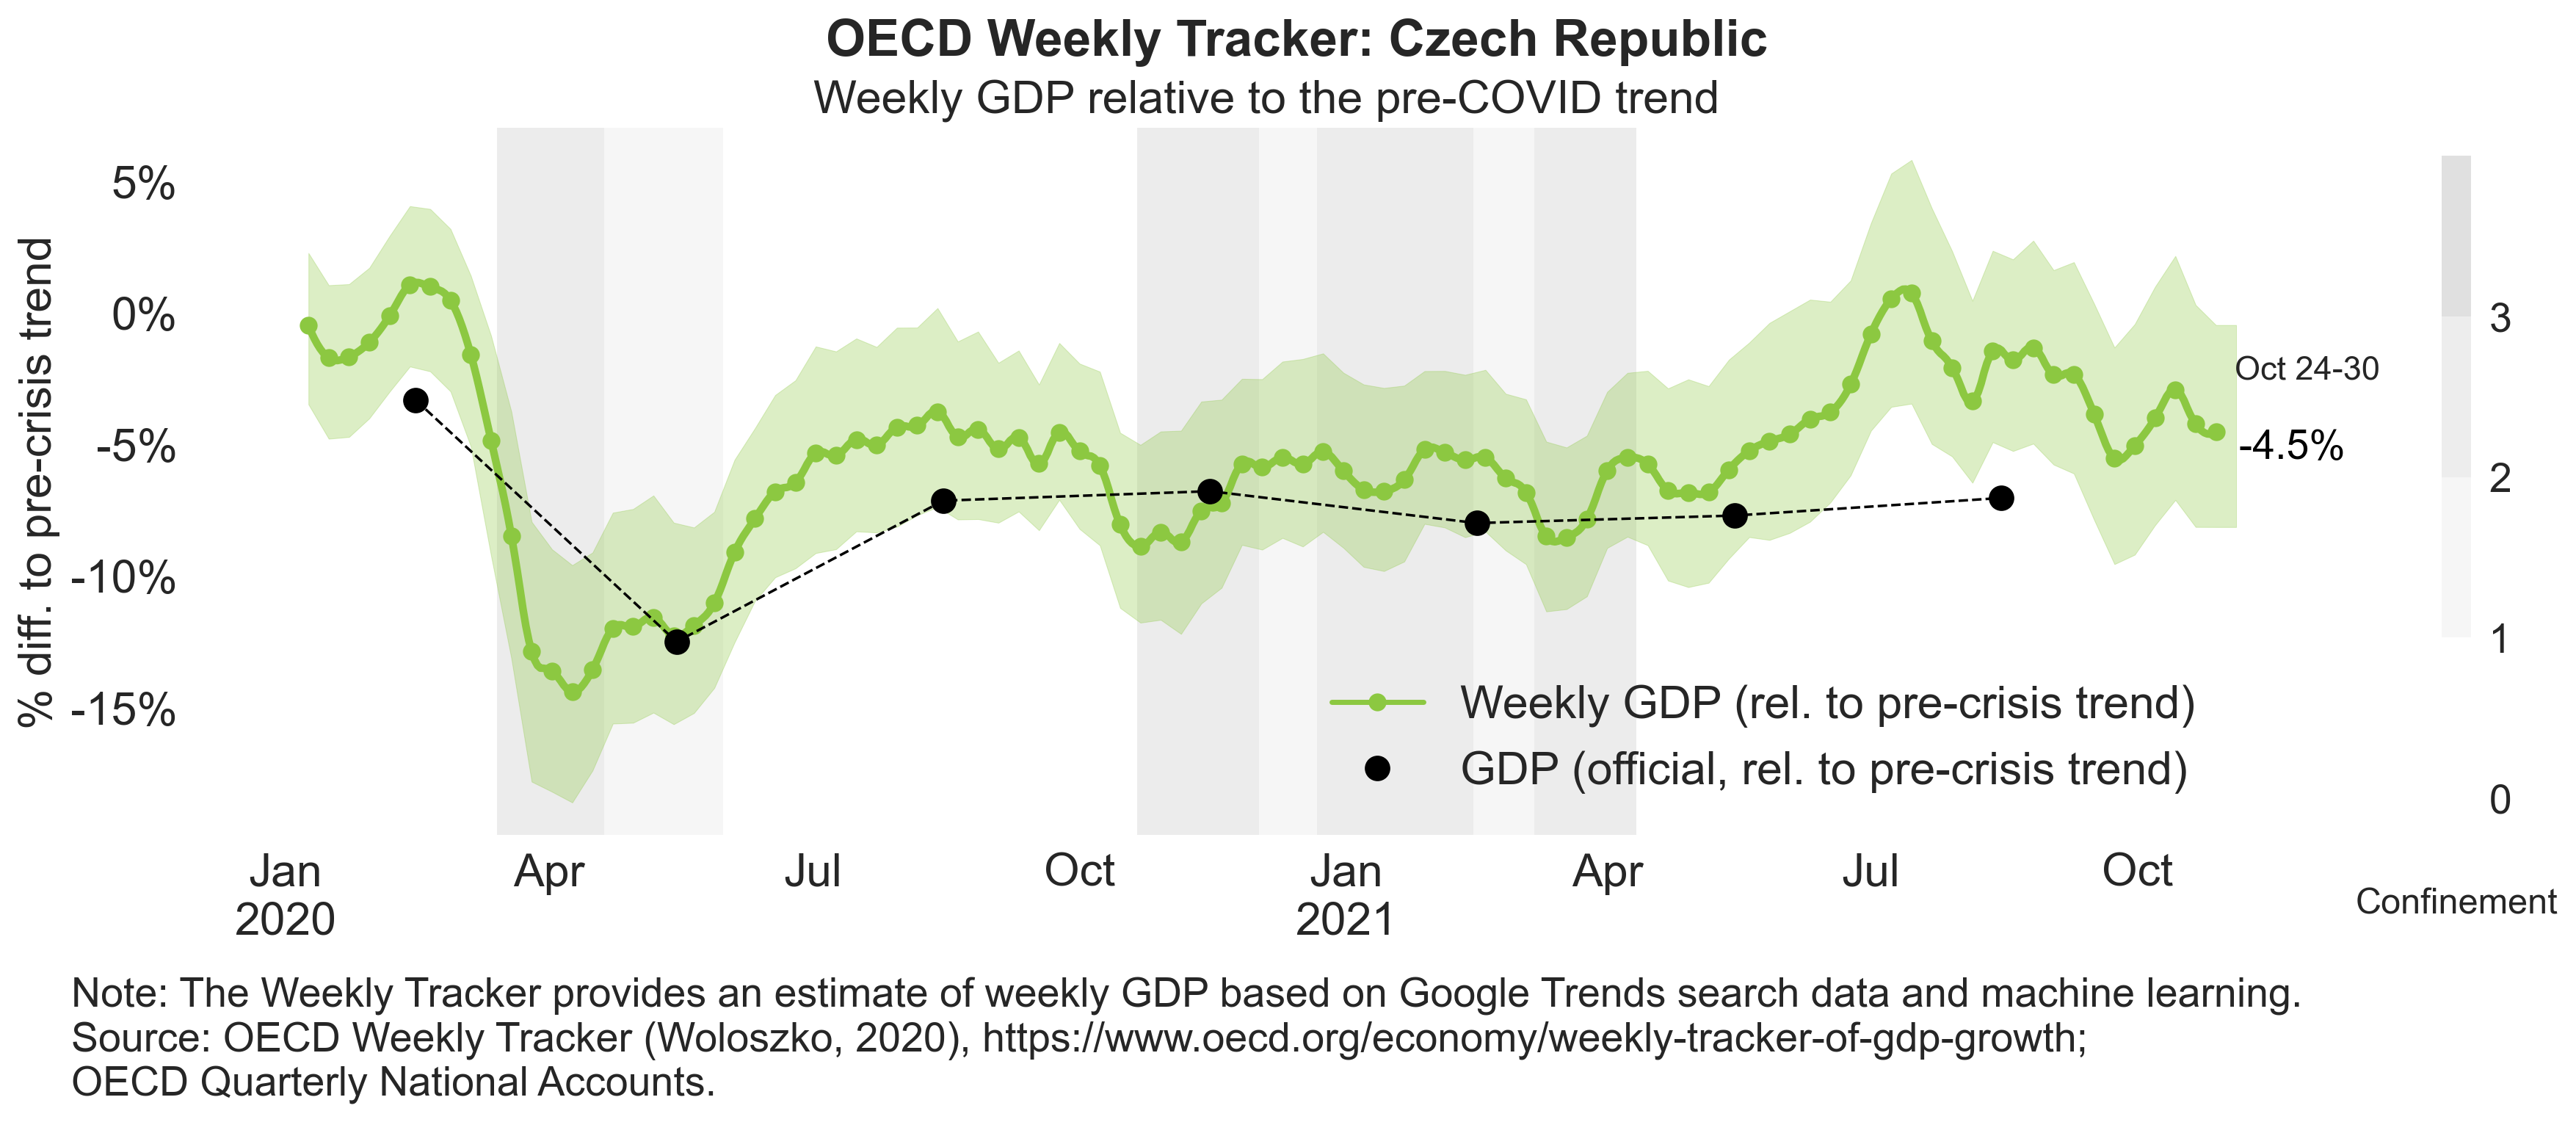 OECD Weekly Tracker: Czech Republic
Weekly GDP relative to the pre-COVID trend
% diff. to pre-crisis trend
5%
0%
-5%
-10%
-15%
Oct 24-30
-4.5%
3
2
1
0
Confinement
Weekly GDP (rel. to pre-crisis trend)
GDP (official, rel. to pre-crisis trend)
Jan Apr Jul Oct Jan Apr Jul Oct
2020 2021
Note: The Weekly Tracker provides an estimate of weekly GDP based on Google Trends search data and machine learning.
Source: OECD Weekly Tracker (Woloszko, 2020), https://www.oecd.org/economy/weekly-tracker-of-gdp-growth;
OECD Quarterly National Accounts.